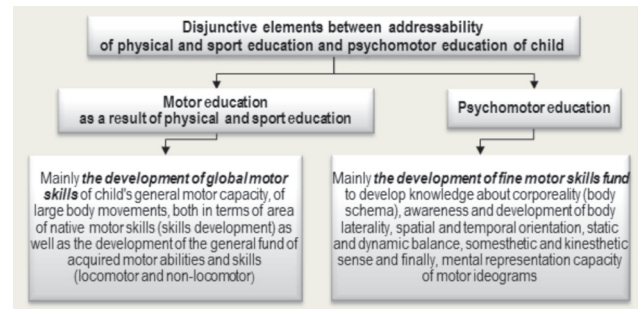 Disjunctive elements between addressability
of physical and sport education and psychomotor education of child
Motor education
as a result of physical and sport education
Psychomotor education
Mainly the development of global motor
skills of child's general motor capacity, of
large body movements, both in terms of area
of native motor skills (skills development) as
well as the development of the general fund of
acquired motor abilities and skills
(locomotor and non-locomotor)
Mainly the development of fine motor skills fund
to develop knowledge about corporeality (body
schema), awareness and development of body
laterality, spatial and temporal orientation, static
and dynamic balance, somesthetic and kinesthetic
sense and finally, mental representation capacity
of motor ideograms